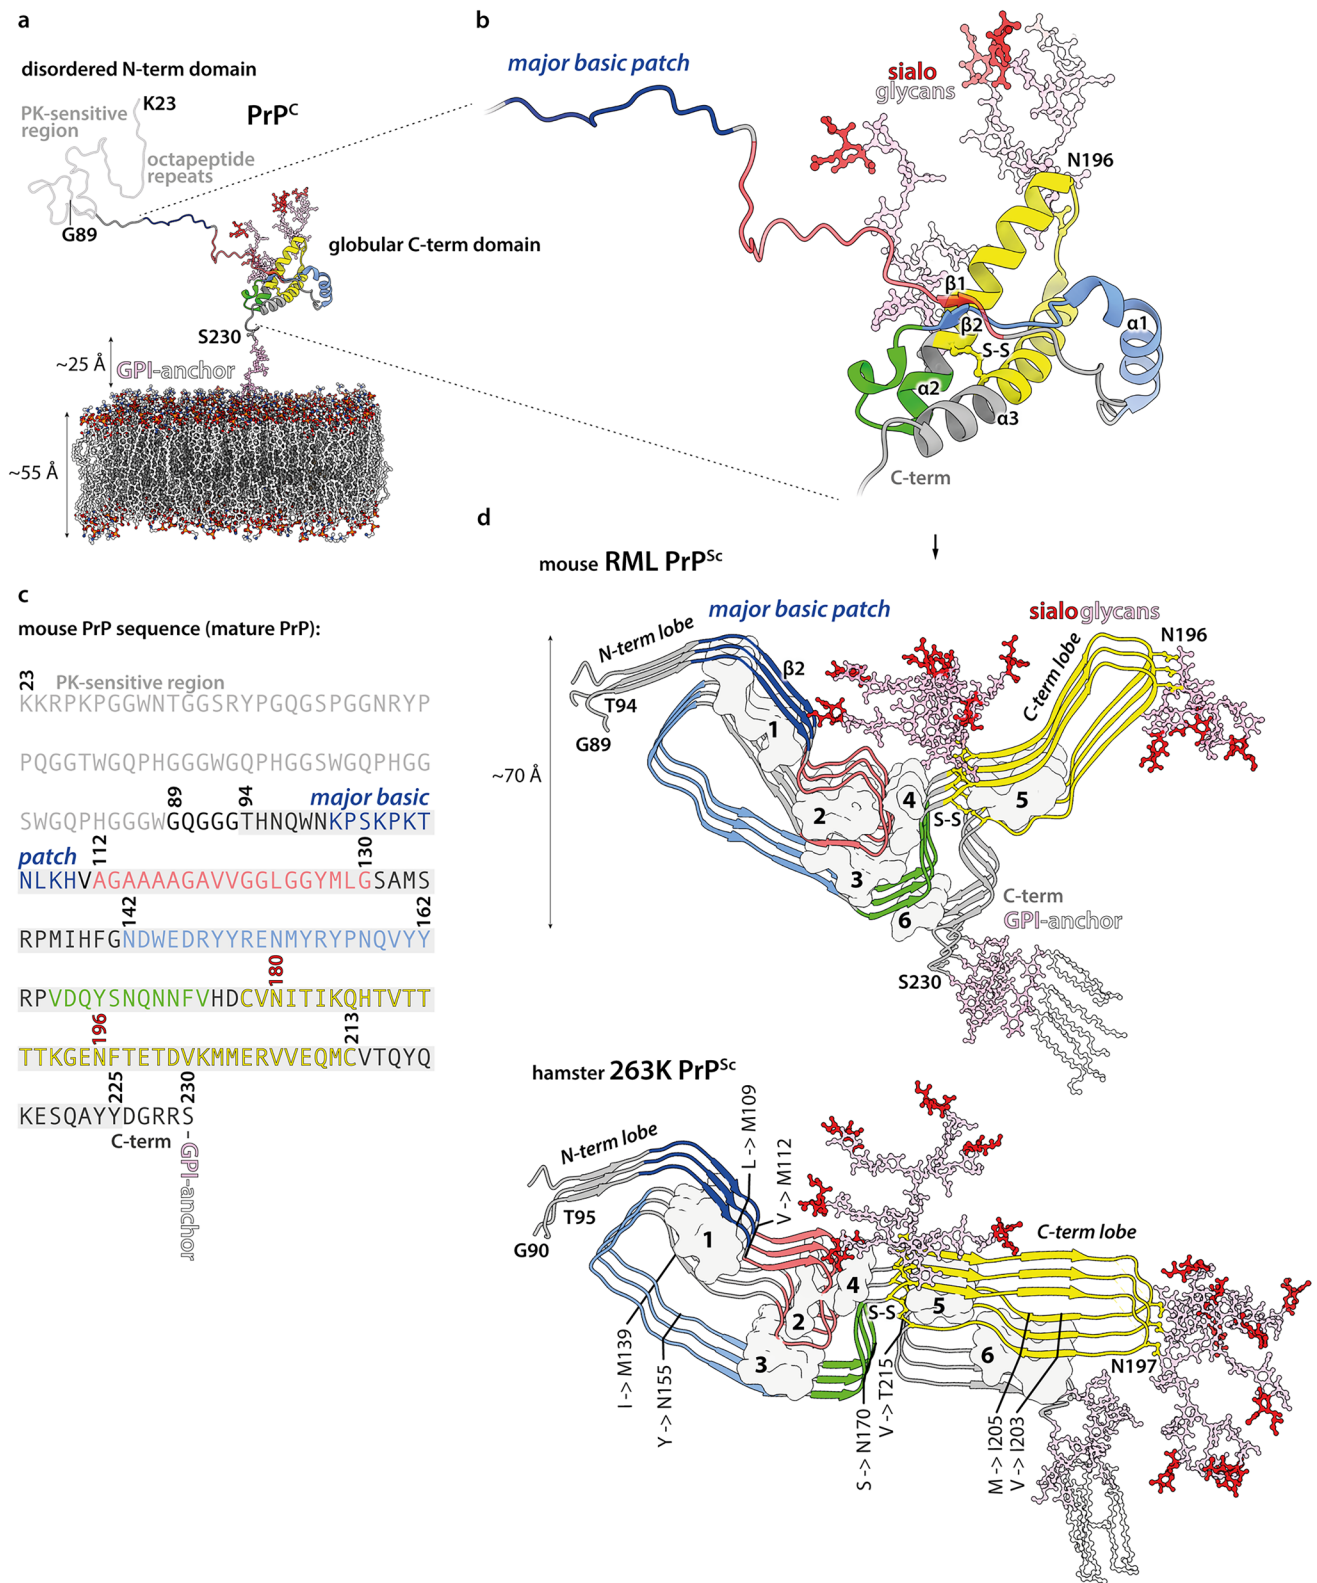 a
disordered N-term domain
K23
PK-sensitive
region
PrPC
octapeptide
repeats
G89
globular C-term domain
S230
~25 Å
GPI-anchor
~55 Å
b
major basic patch
sialo
glycans
N196
β1
β2
S-S
α1
α2
α3
C-term
c
mouse PrP sequence (mature PrP):
23
PK-sensitive region
KKRPKPGGWNTGGSRYPGQGSPGGNRYP
PQGGTWGQPHGGGWGQPHGGSWGQPHGG
89 94 major basic
SWGQPHGGGWGQGGGTHNQWNKPSKPKT
patch 112 130
NLKHVAGAAAAGAVVGGLGGYMLGSAMS
142 162
RPMIHFGNDWEDRYYRENMYRYPNQVYY
180
RPVDQYSNQNNFVHDCVNITIKQHTVTT
196 213
TTKGENFTETDVKMMERVVEQMCVTQYQ
225 230
KESQAYYDGRRS
C-term
GPI-anchor
d
mouse RML PrPSc
major basic patch
sialoglycans
N-term lobe
β2
C-term lobe
N196
T94
G89
~70 Å
1
2
3
4
5
6
S-S
C-term
GPI-anchor
S230
hamster 263K PrPSc
N-term lobe
L -> M109
V -> M112
T95
G90
C-term lobe
1
2
3
4
5
6
S-S
N197
I -> M139
Y -> N155
S -> N170
V -> T215
M -> I205
V -> I203